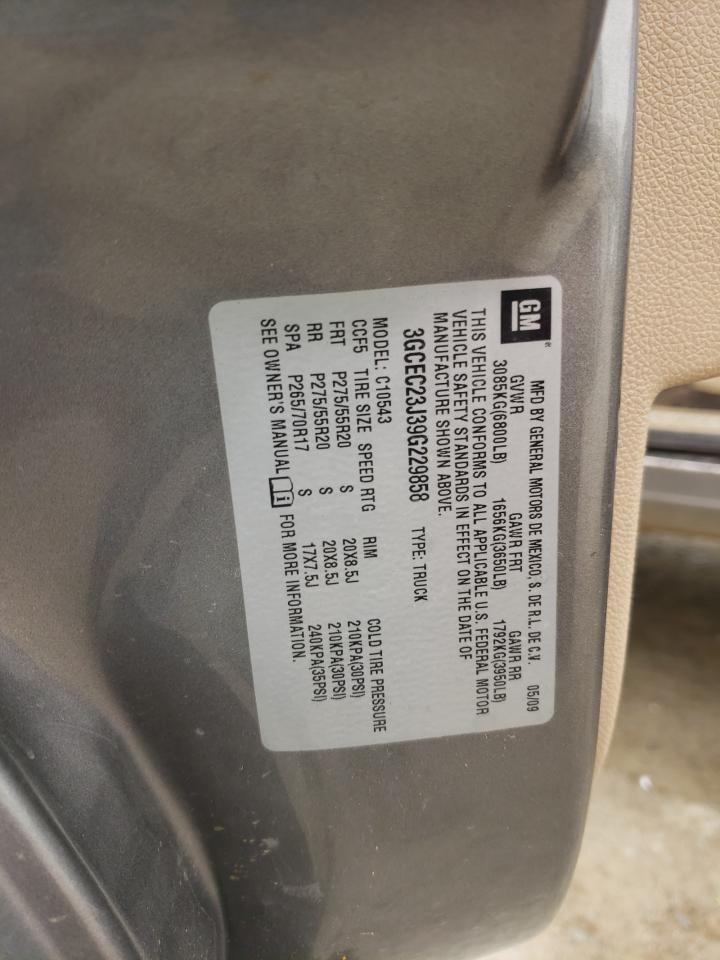 GM ® MFD BY GENERAL MOTORS DE MEXICO, S. DE R.L. DE C.V. 05/09
GVWR GAWR FRT GAWR RR
3085KG(6800LB) 1656KG(3650LB) 1792KG(3950LB)
THIS VEHICLE CONFORMS TO ALL APPLICABLE U.S. FEDERAL MOTOR
VEHICLE SAFETY STANDARDS IN EFFECT ON THE DATE OF
MANUFACTURE SHOWN ABOVE.
3GCEC23J39G229858 TYPE: TRUCK
MODEL: C10543
CCF5 TIRE SIZE SPEED RTG RIM COLD TIRE PRESSURE
FRT P275/55R20 S 20X8.5J 210KPA(30PSI)
RR P275/55R20 S 20X8.5J 210KPA(30PSI)
SPA P265/70R17 S 17X7.5J 240KPA(35PSI)
SEE OWNER'S MANUAL i FOR MORE INFORMATION.